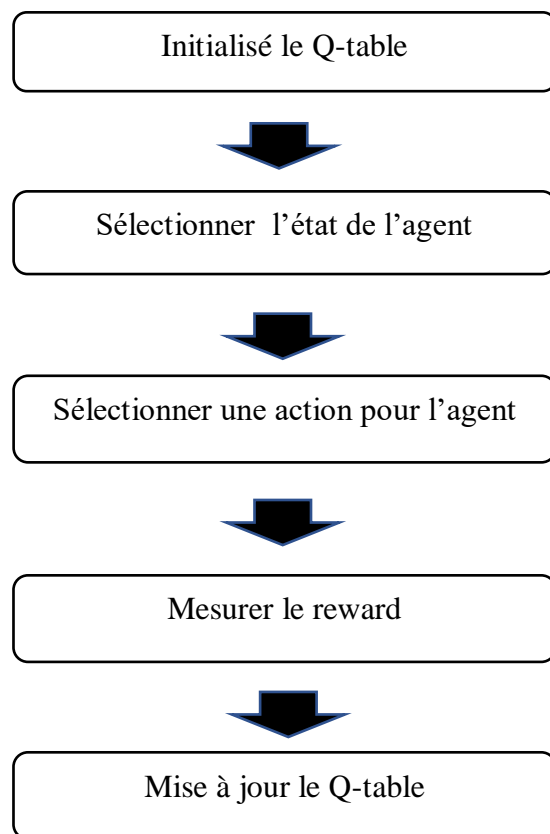 Initialisé le Q-table
Sélectionner l’état de l’agent
Sélectionner une action pour l’agent
Mesurer le reward
Mise à jour le Q-table